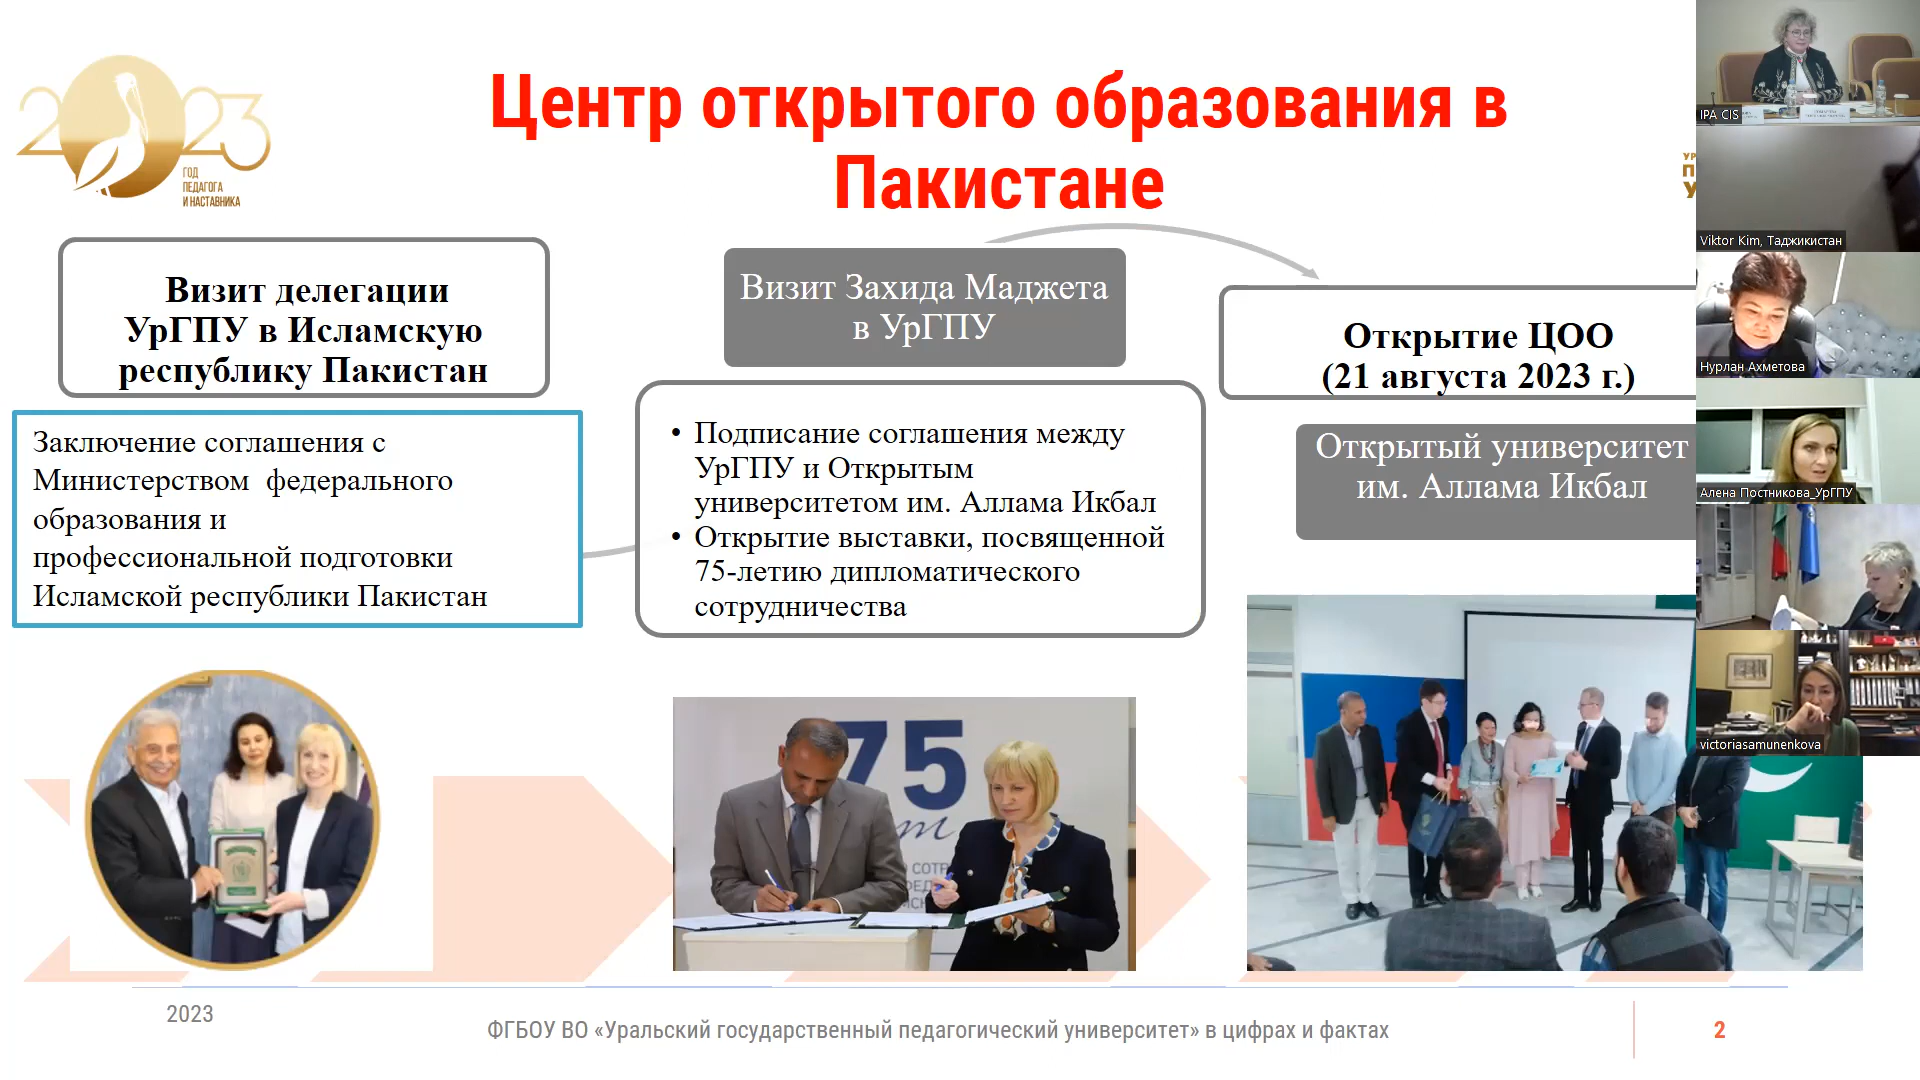 2023
ГОД
ПЕДАГОГА
И НАСТАВНИКА
Центр открытого образования в
Пакистане
Визит делегации
УрГПУ в Исламскую
республику Пакистан
Заключение соглашения с
Министерством федерального
образования и
профессиональной подготовки
Исламской республики Пакистан
Визит Захида Маджета
в УрГПУ
• Подписание соглашения между
УрГПУ и Открытым
университетом им. Аллама Икбал
• Открытие выставки, посвященной
75-летию дипломатического
сотрудничества
Открытие ЦОО
(21 августа 2023 г.)
Открытый университет
им. Аллама Икбал
75
IPA CIS
Viktor Kim, Таджикистан
Нурлан Ахметова
Алена Постникова_УрГПУ
victoriasamunenkova
2023
ФГБОУ ВО «Уральский государственный педагогический университет» в цифрах и фактах
2